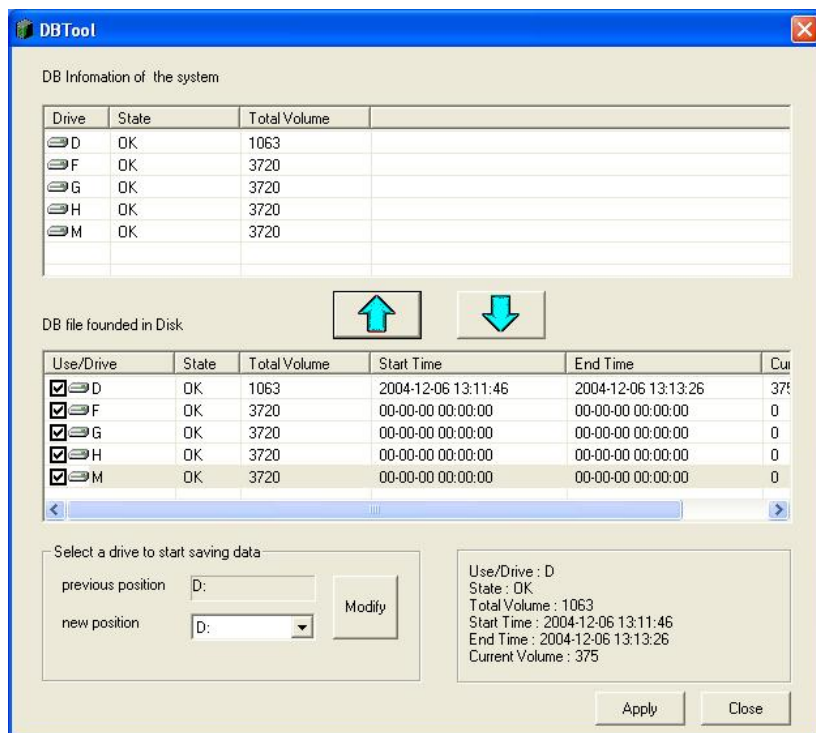 DBTool
DB Infomation of the system
Drive State Total Volume
D OK 1063
F OK 3720
G OK 3720
H OK 3720
M OK 3720
DB file founded in Disk
Use/Drive State Total Volume Start Time End Time Cur
D OK 1063 2004-12-06 13:11:46 2004-12-06 13:13:26 375
F OK 3720 00-00-00 00:00:00 00-00-00 00:00:00 0
G OK 3720 00-00-00 00:00:00 00-00-00 00:00:00 0
H OK 3720 00-00-00 00:00:00 00-00-00 00:00:00 0
M OK 3720 00-00-00 00:00:00 00-00-00 00:00:00 0
Select a drive to start saving data
previous position D:
new position D:
Modify
Use/Drive : D
State : OK
Total Volume : 1063
Start Time : 2004-12-06 13:11:46
End Time : 2004-12-06 13:13:26
Current Volume : 375
Apply Close